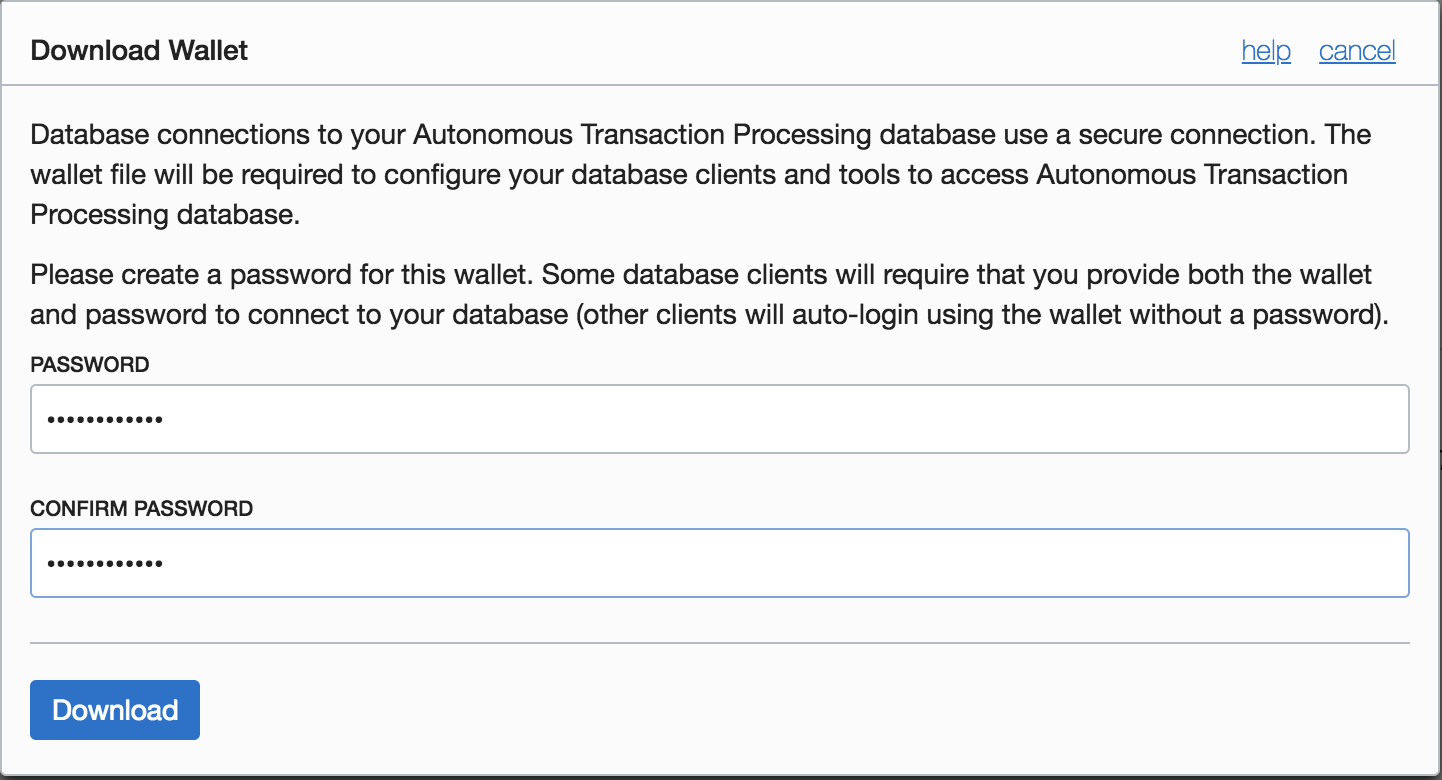 Download Wallet help cancel
Database connections to your Autonomous Transaction Processing database use a secure connection. The
wallet file will be required to configure your database clients and tools to access Autonomous Transaction
Processing database.
Please create a password for this wallet. Some database clients will require that you provide both the wallet
and password to connect to your database (other clients will auto-login using the wallet without a password).
PASSWORD
••••••••••••
CONFIRM PASSWORD
••••••••••••
Download